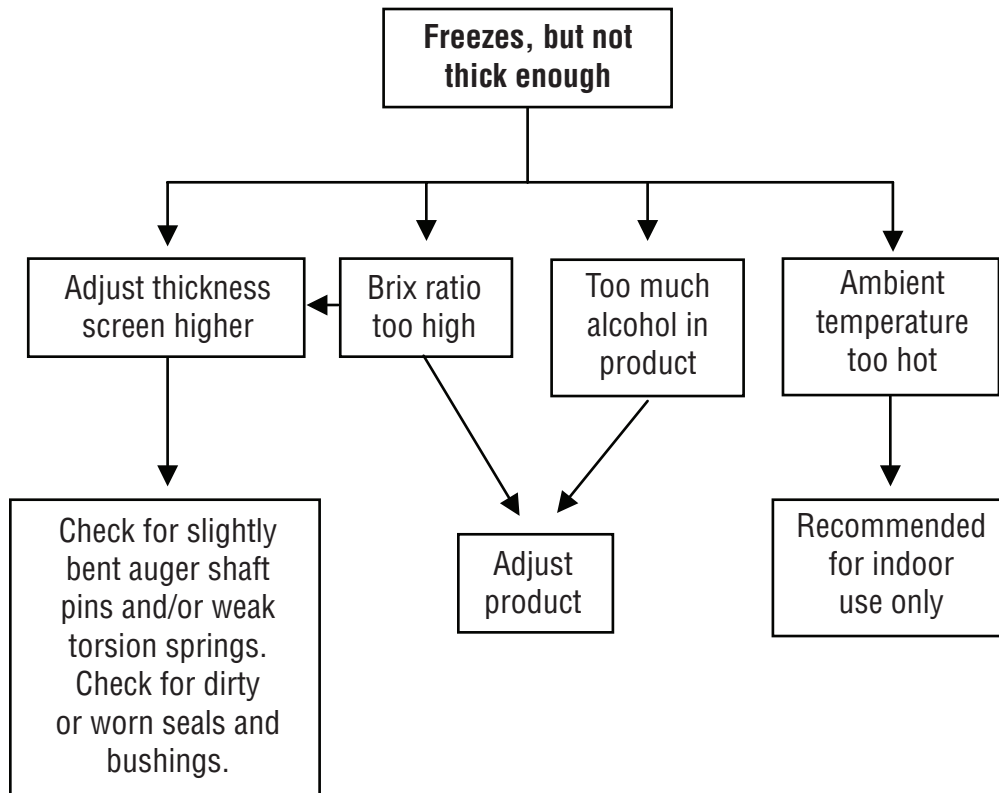 Freezes, but not
thick enough
Adjust thickness
screen higher
Brix ratio
too high
Too much
alcohol in
product
Ambient
temperature
too hot
Check for slightly
bent auger shaft
pins and/or weak
torsion springs.
Check for dirty
or worn seals and
bushings.
Adjust
product
Recommended
for indoor
use only